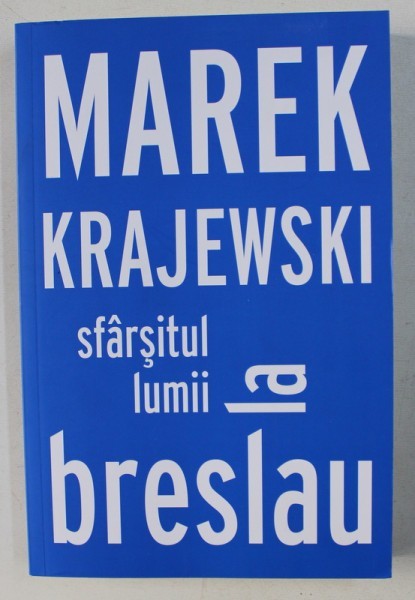 MAREK
KRAJEWSKI
sfârşitul
lumii
la
breslau